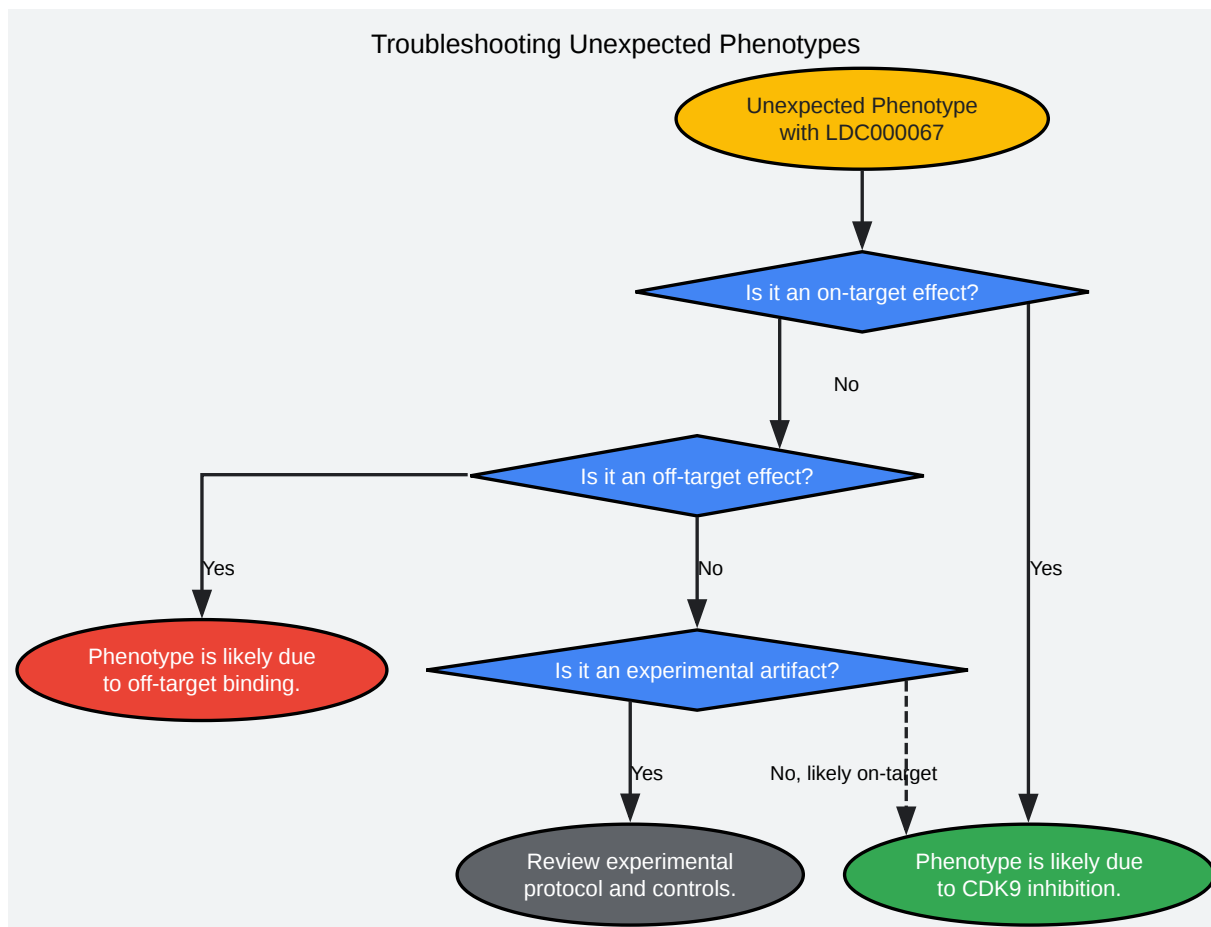 Troubleshooting Unexpected Phenotypes
Unexpected Phenotype
with LDC000067
Is it an on-target effect?
No
Is it an off-target effect?
Yes
No
Yes
Phenotype is likely due
to off-target binding.
Is it an experimental artifact?
Yes
No, likely on-target
Review experimental
protocol and controls.
Phenotype is likely due
to CDK9 inhibition.